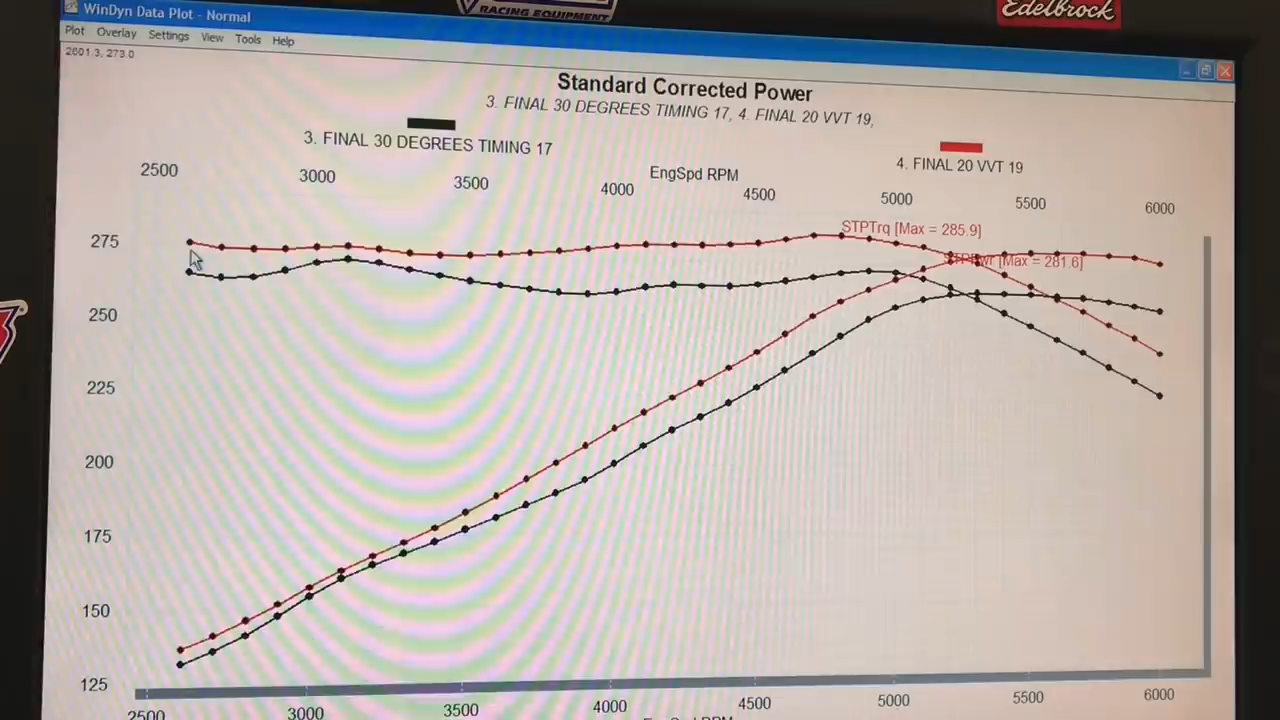 RACING EQUIPMENT
Edelbrock
WinDyn Data Plot - Normal
Plot Overlay Settings View Tools Help
2601.3, 273.0
Standard Corrected Power
3. FINAL 30 DEGREES TIMING 17, 4. FINAL 20 VVT 19,
3. FINAL 30 DEGREES TIMING 17
4. FINAL 20 VVT 19
EngSpd RPM
2500 3000 3500 4000 4500 5000 5500 6000
STPTrq [Max = 285.9]
STPPwr [Max = 281.6]
275
250
225
200
175
150
125
2500 3000 3500 4000 4500 5000 5500 6000
EngSpd RPM